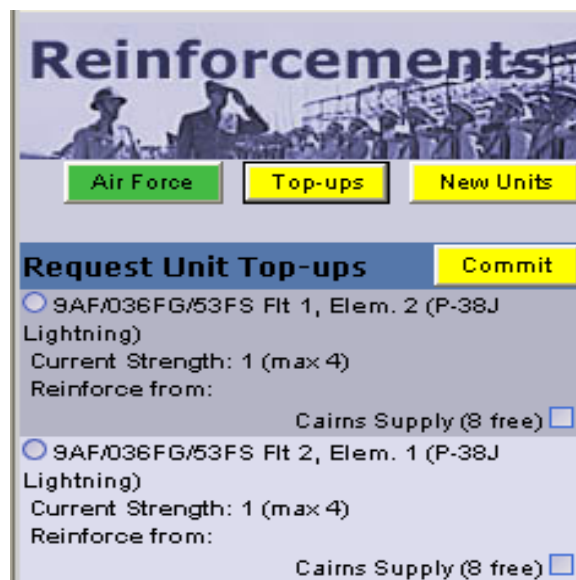 Reinforcements
Air Force Top-ups New Units
Request Unit Top-ups Commit
9AF/036FG/53FS Flt 1, Elem. 2 (P-38J
Lightning)
Current Strength: 1 (max 4)
Reinforce from:
Cairns Supply (8 free)
9AF/036FG/53FS Flt 2, Elem. 1 (P-38J
Lightning)
Current Strength: 1 (max 4)
Reinforce from:
Cairns Supply (8 free)